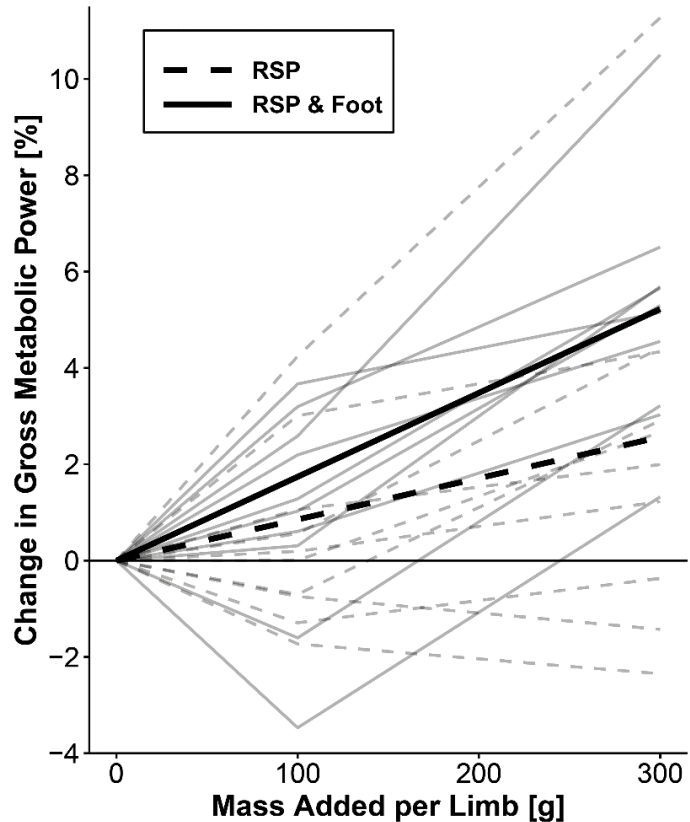 RSP
RSP & Foot
Change in Gross Metabolic Power [%]
10
8
6
4
2
0
−2
−4
0 100 200 300
Mass Added per Limb [g]